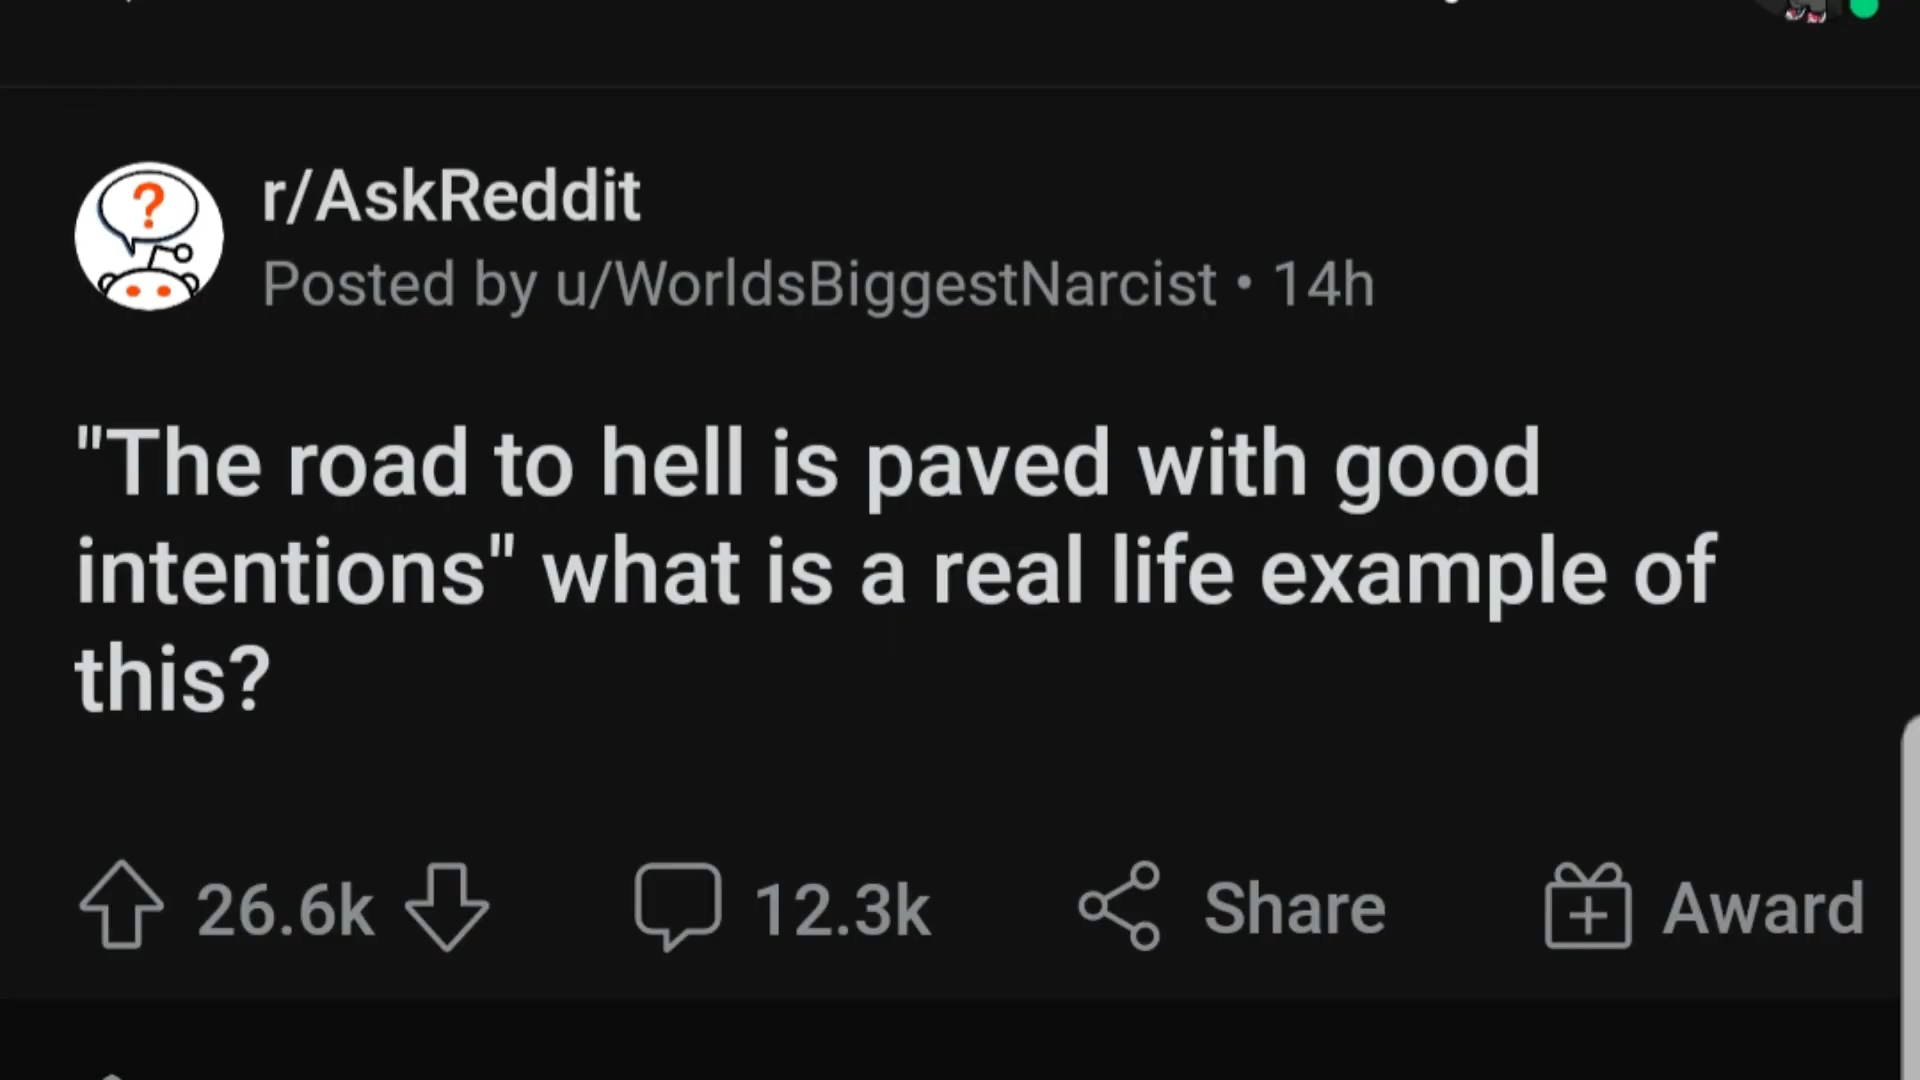 r/AskReddit
Posted by u/WorldsBiggestNarcist • 14h
"The road to hell is paved with good
intentions" what is a real life example of
this?
26.6k 12.3k Share Award